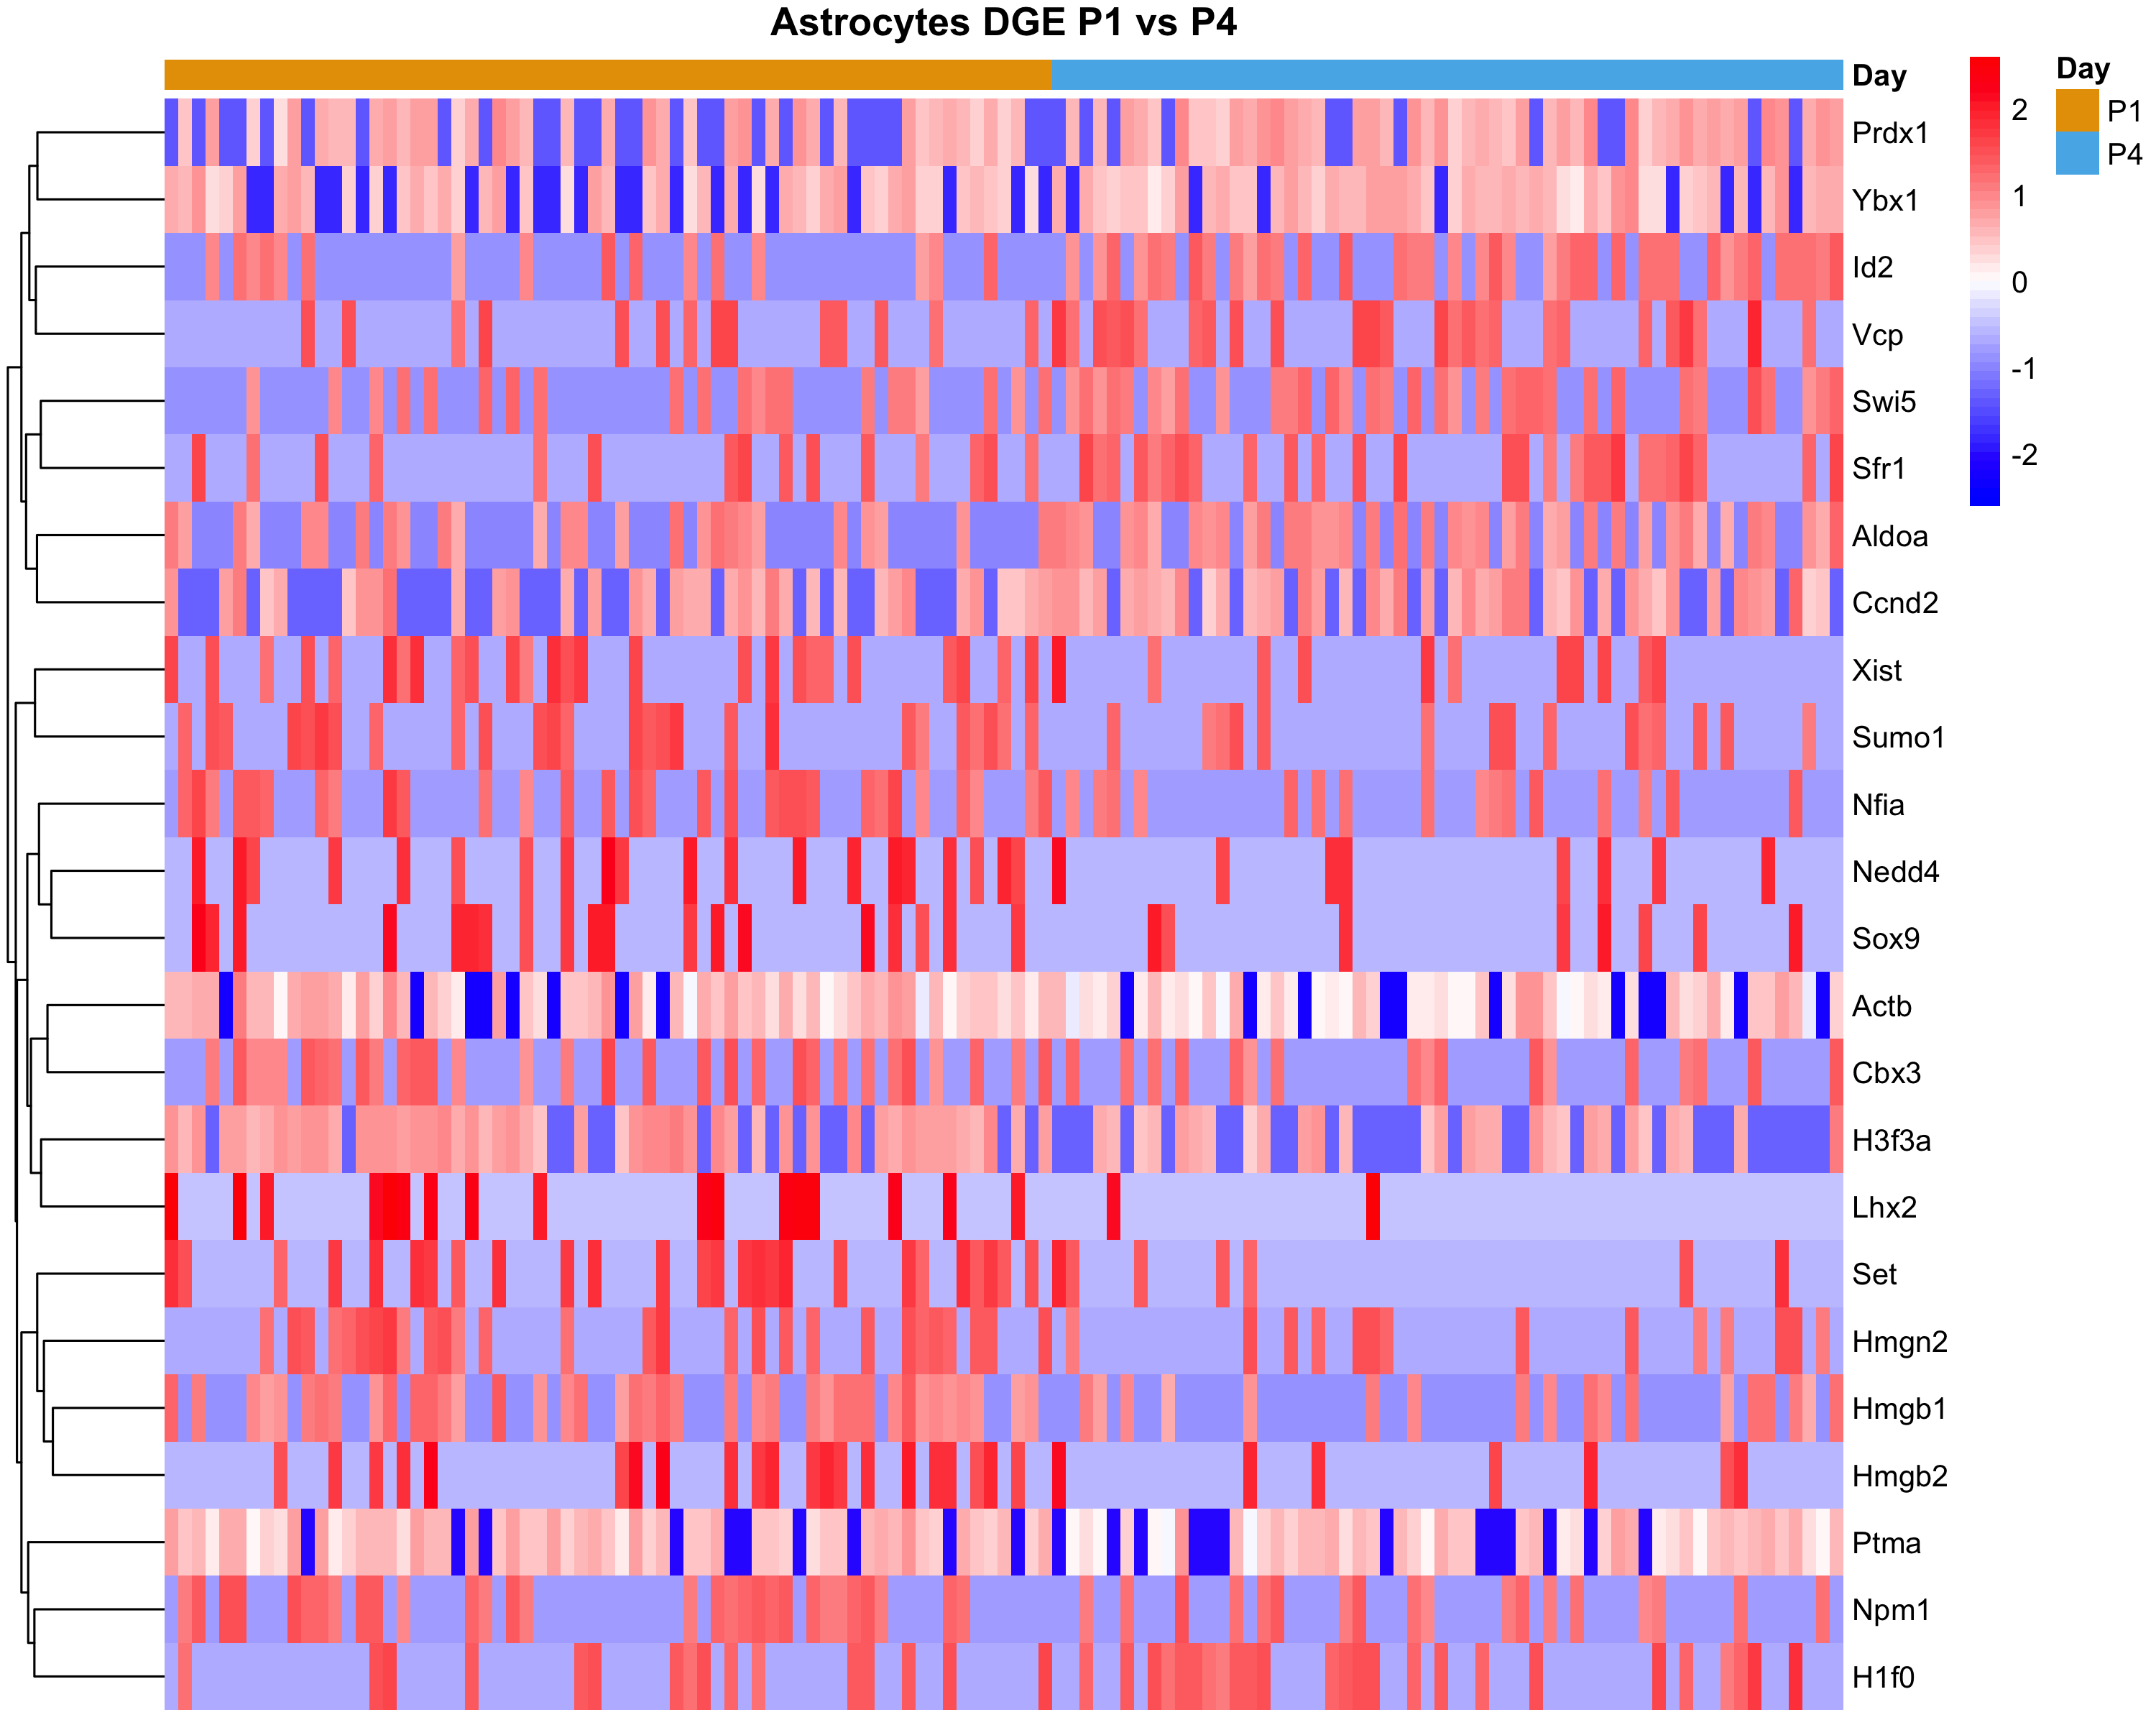 Astrocytes DGE P1 vs P4
Day
Prdx1
Ybx1
Id2
Vcp
Swi5
Sfr1
Aldoa
Ccnd2
Xist
Sumo1
Nfia
Nedd4
Sox9
Actb
Cbx3
H3f3a
Lhx2
Set
Hmgn2
Hmgb1
Hmgb2
Ptma
Npm1
H1f0
2
1
0
-1
-2
Day
P1
P4